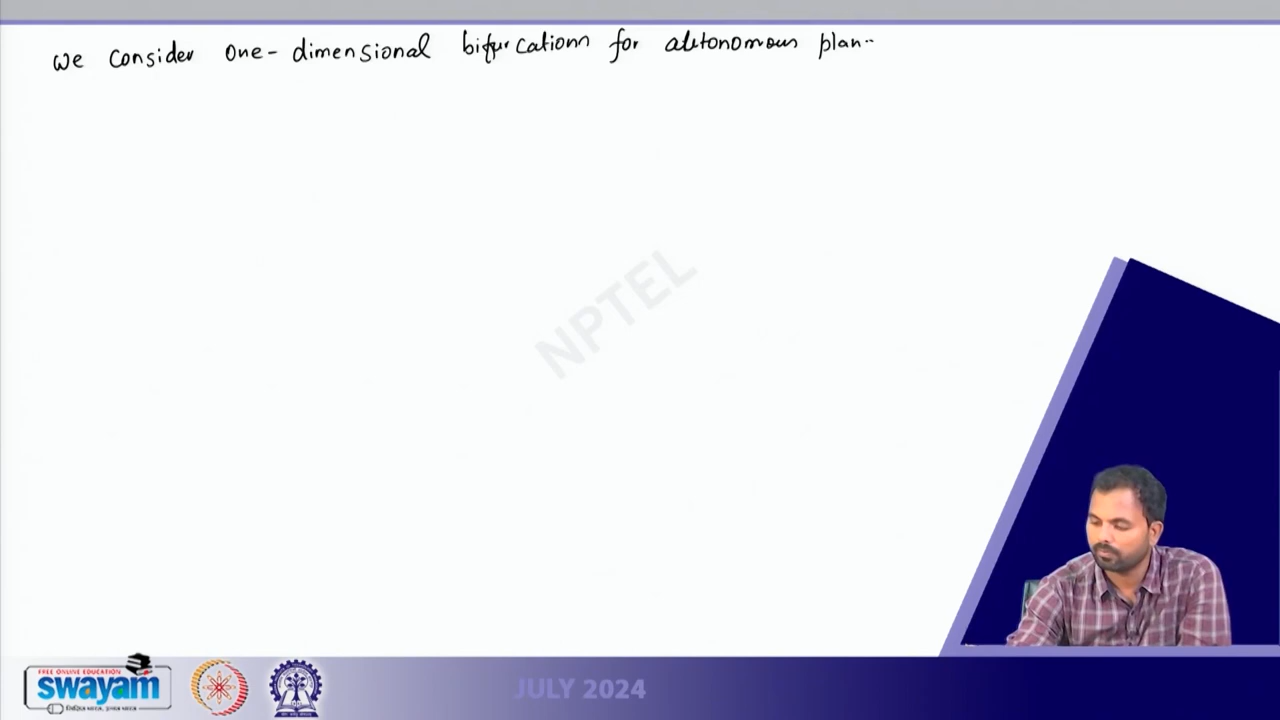 we consider one-dimensional bifurcations for autonomous plan..
NPTEL
FREE ONLINE EDUCATION
swayam
JULY 2024